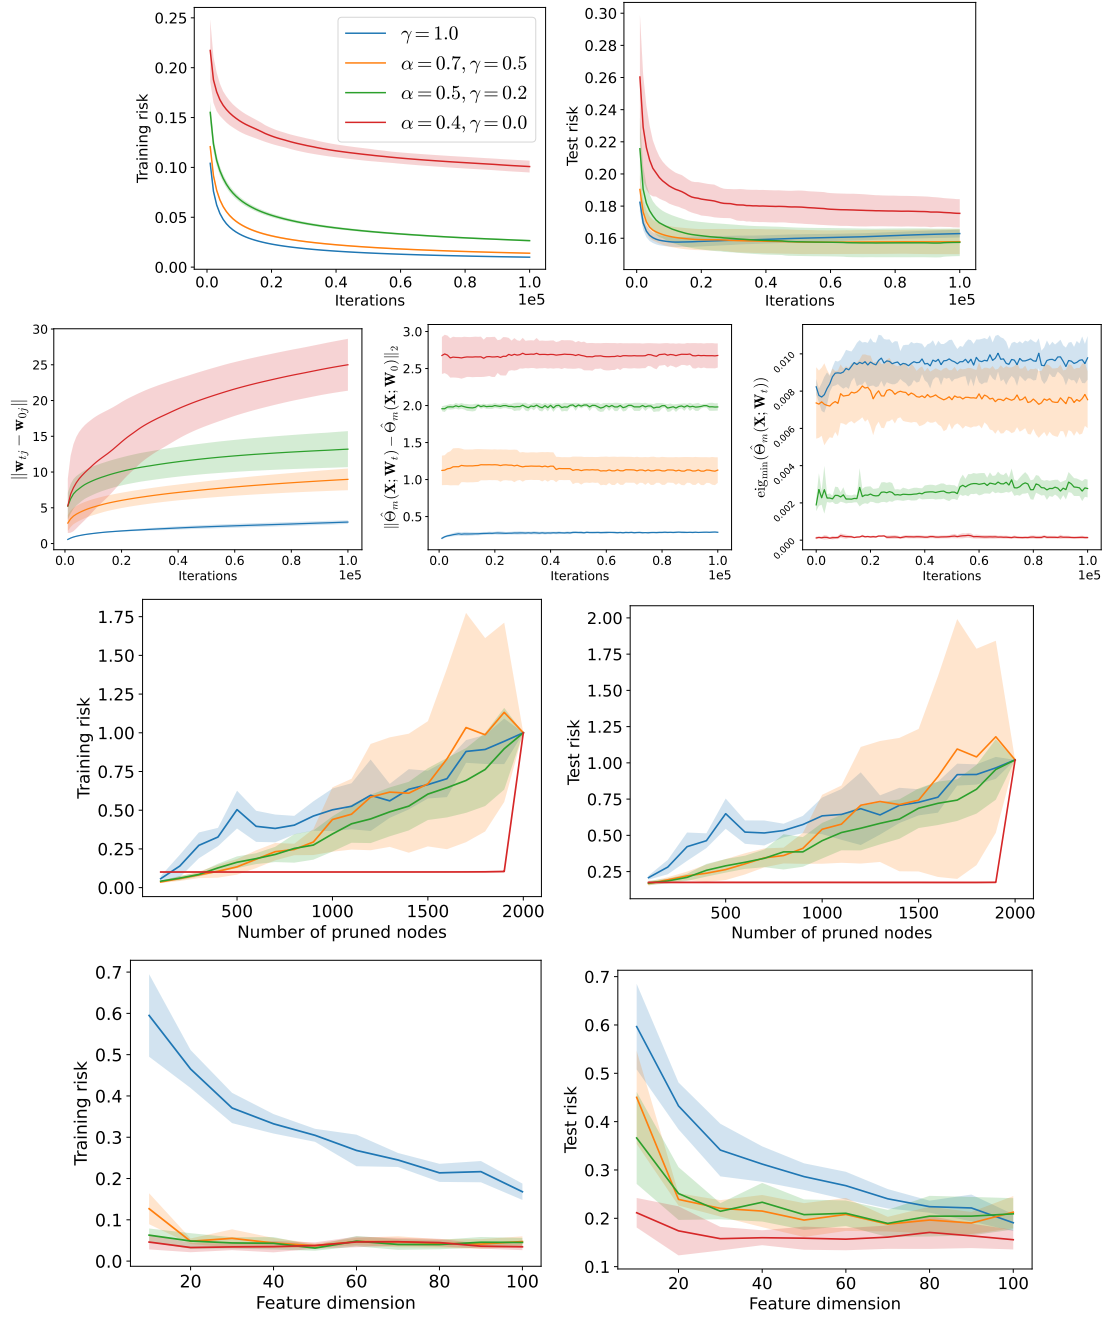 0.25
0.20
0.15
0.10
0.05
0.00
Training risk
γ = 1.0
α = 0.7, γ = 0.5
α = 0.5, γ = 0.2
α = 0.4, γ = 0.0
0.0 0.2 0.4 0.6 0.8 1.0
Iterations
1e5
0.30
0.28
0.26
0.24
0.22
0.20
0.18
0.16
Test risk
0.0 0.2 0.4 0.6 0.8 1.0
Iterations
1e5
30
25
20
15
10
5
0
‖w_{tj} − w_{0j}‖
0.0 0.2 0.4 0.6 0.8 1.0
Iterations
1e5
3.0
2.5
2.0
1.5
1.0
0.5
‖Θ̂_m(X; W_t) − Θ̂_m(X; W_0)‖_2
0.0 0.2 0.4 0.6 0.8 1.0
Iterations
1e5
0.010
0.008
0.006
0.004
0.002
0.000
eig_min(Θ̂_m(X; W_t))
0.0 0.2 0.4 0.6 0.8 1.0
Iterations
1e5
1.75
1.50
1.25
1.00
0.75
0.50
0.25
0.00
Training risk
500 1000 1500 2000
Number of pruned nodes
2.00
1.75
1.50
1.25
1.00
0.75
0.50
0.25
Test risk
500 1000 1500 2000
Number of pruned nodes
0.7
0.6
0.5
0.4
0.3
0.2
0.1
0.0
Training risk
20 40 60 80 100
Feature dimension
0.7
0.6
0.5
0.4
0.3
0.2
0.1
Test risk
20 40 60 80 100
Feature dimension